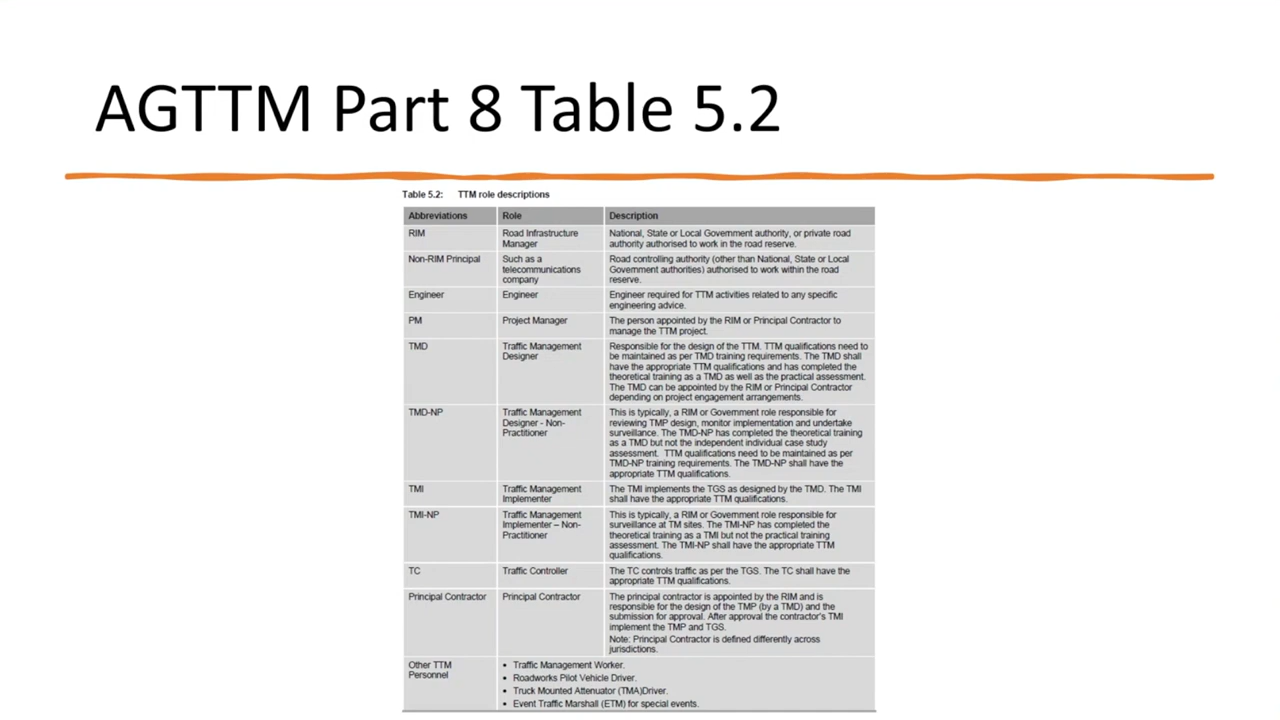 AGTTM Part 8 Table 5.2
Table 5.2: TTM role descriptions
Abbreviations Role Description
RIM Road Infrastructure National, State or Local Government authority, or private road
Manager authority authorised to work in the road reserve.
Non-RIM Principal Such as a Road controlling authority (other than National, State or Local
telecommunications Government authorities) authorised to work within the road
company reserve.
Engineer Engineer Engineer required for TTM activities related to any specific
engineering advice.
PM Project Manager The person appointed by the RIM or Principal Contractor to
manage the TTM project.
TMD Traffic Management Responsible for the design of the TTM. TTM qualifications need to
Designer be maintained as per TMD training requirements. The TMD shall
have the appropriate TTM qualifications and has completed the
theoretical training as a TMD as well as the practical assessment.
The TMD can be appointed by the RIM or Principal Contractor
depending on project engagement arrangements.
TMD-NP Traffic Management This is typically, a RIM or Government role responsible for
Designer - Non- reviewing TMP design, monitor implementation and undertake
Practitioner surveillance. The TMD-NP has completed the theoretical training
as a TMD but not the independent individual case study
assessment. TTM qualifications need to be maintained as per
TMD-NP training requirements. The TMD-NP shall have the
appropriate TTM qualifications.
TMI Traffic Management The TMI implements the TGS as designed by the TMD. The TMI
Implementer shall have the appropriate TTM qualifications.
TMI-NP Traffic Management This is typically, a RIM or Government role responsible for
Implementer – Non- surveillance at TM sites. The TMI-NP has completed the
Practitioner theoretical training as a TMI but not the practical training
assessment. The TMI-NP shall have the appropriate TTM
qualifications.
TC Traffic Controller The TC controls traffic as per the TGS. The TC shall have the
appropriate TTM qualifications.
Principal Contractor Principal Contractor The principal contractor is appointed by the RIM and is
responsible for the design of the TMP (by a TMD) and the
submission for approval. After approval the contractor's TMI
implement the TMP and TGS.
Note: Principal Contractor is defined differently across
jurisdictions.
Other TTM • Traffic Management Worker.
Personnel • Roadworks Pilot Vehicle Driver.
• Truck Mounted Attenuator (TMA)Driver.
• Event Traffic Marshall (ETM) for special events.